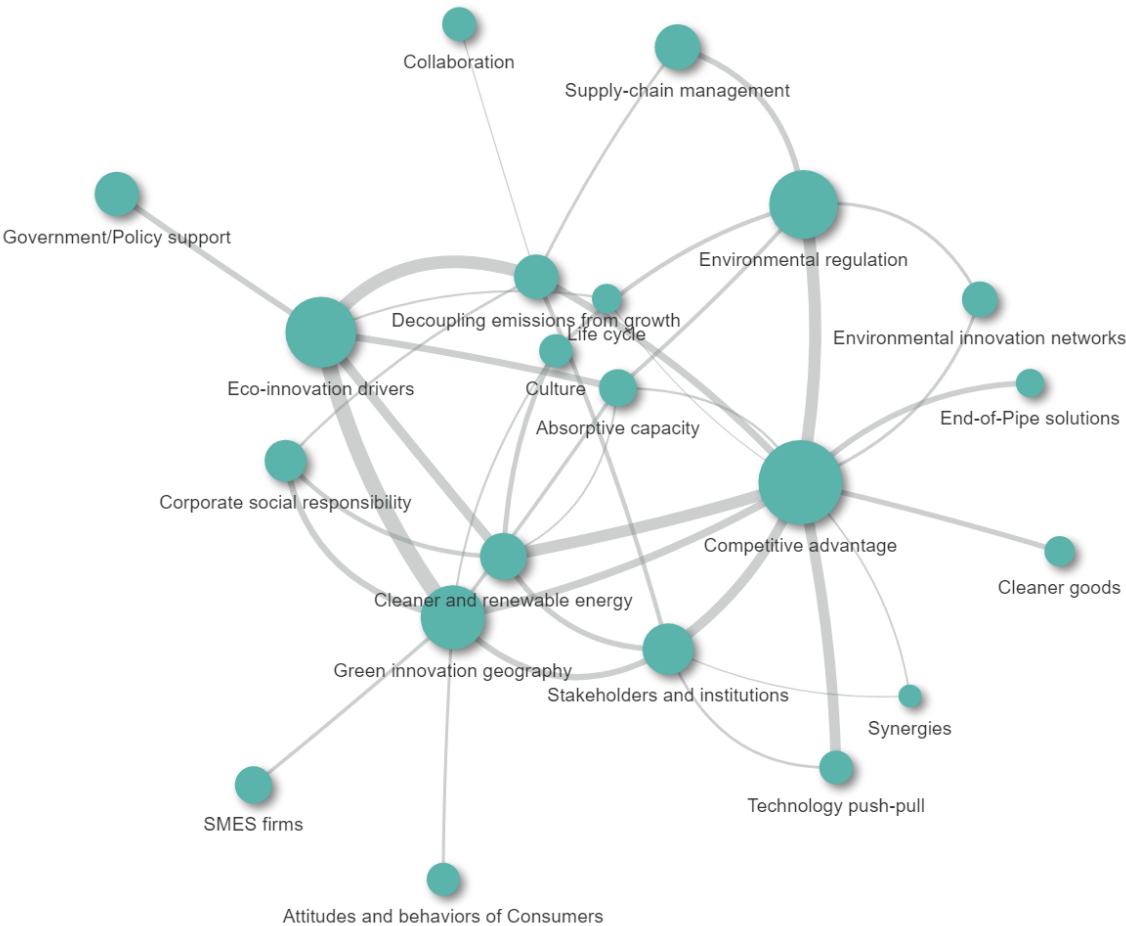 Collaboration
Supply-chain management
Government/Policy support
Environmental regulation
Decoupling emissions from growth
Life cycle
Environmental innovation networks
Eco-innovation drivers
Culture
End-of-Pipe solutions
Absorptive capacity
Corporate social responsibility
Competitive advantage
Cleaner goods
Cleaner and renewable energy
Green innovation geography
Stakeholders and institutions
Synergies
Technology push-pull
SMES firms
Attitudes and behaviors of Consumers